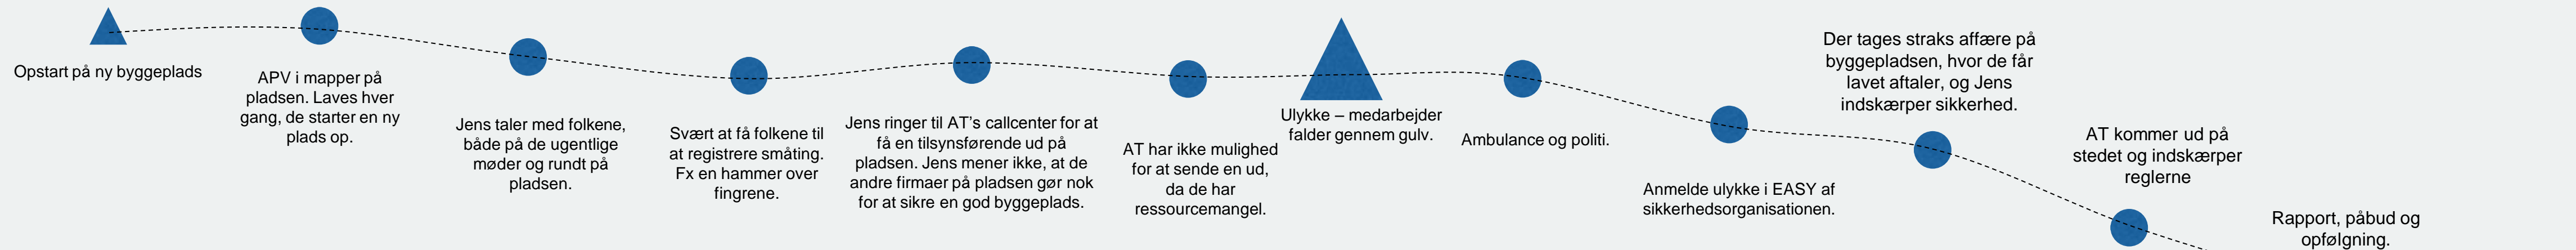 Opstart på ny byggeplads
APV i mapper på
pladsen. Laves hver
gang, de starter en ny
plads op.
Jens taler med folkene,
både på de ugentlige
møder og rundt på
pladsen.
Svært at få folkene til
at registrere småting.
Fx en hammer over
fingrene.
Jens ringer til AT’s callcenter for at
få en tilsynsførende ud på
pladsen. Jens mener ikke, at de
andre firmaer på pladsen gør nok
for at sikre en god byggeplads.
AT har ikke mulighed
for at sende en ud,
da de har
ressourcemangel.
Ulykke – medarbejder
falder gennem gulv.
Ambulance og politi.
Anmelde ulykke i EASY af
sikkerhedsorganisationen.
Der tages straks affære på
byggepladsen, hvor de får
lavet aftaler, og Jens
indskærper sikkerhed.
AT kommer ud på
stedet og indskærper
reglerne
Rapport, påbud og
opfølgning.